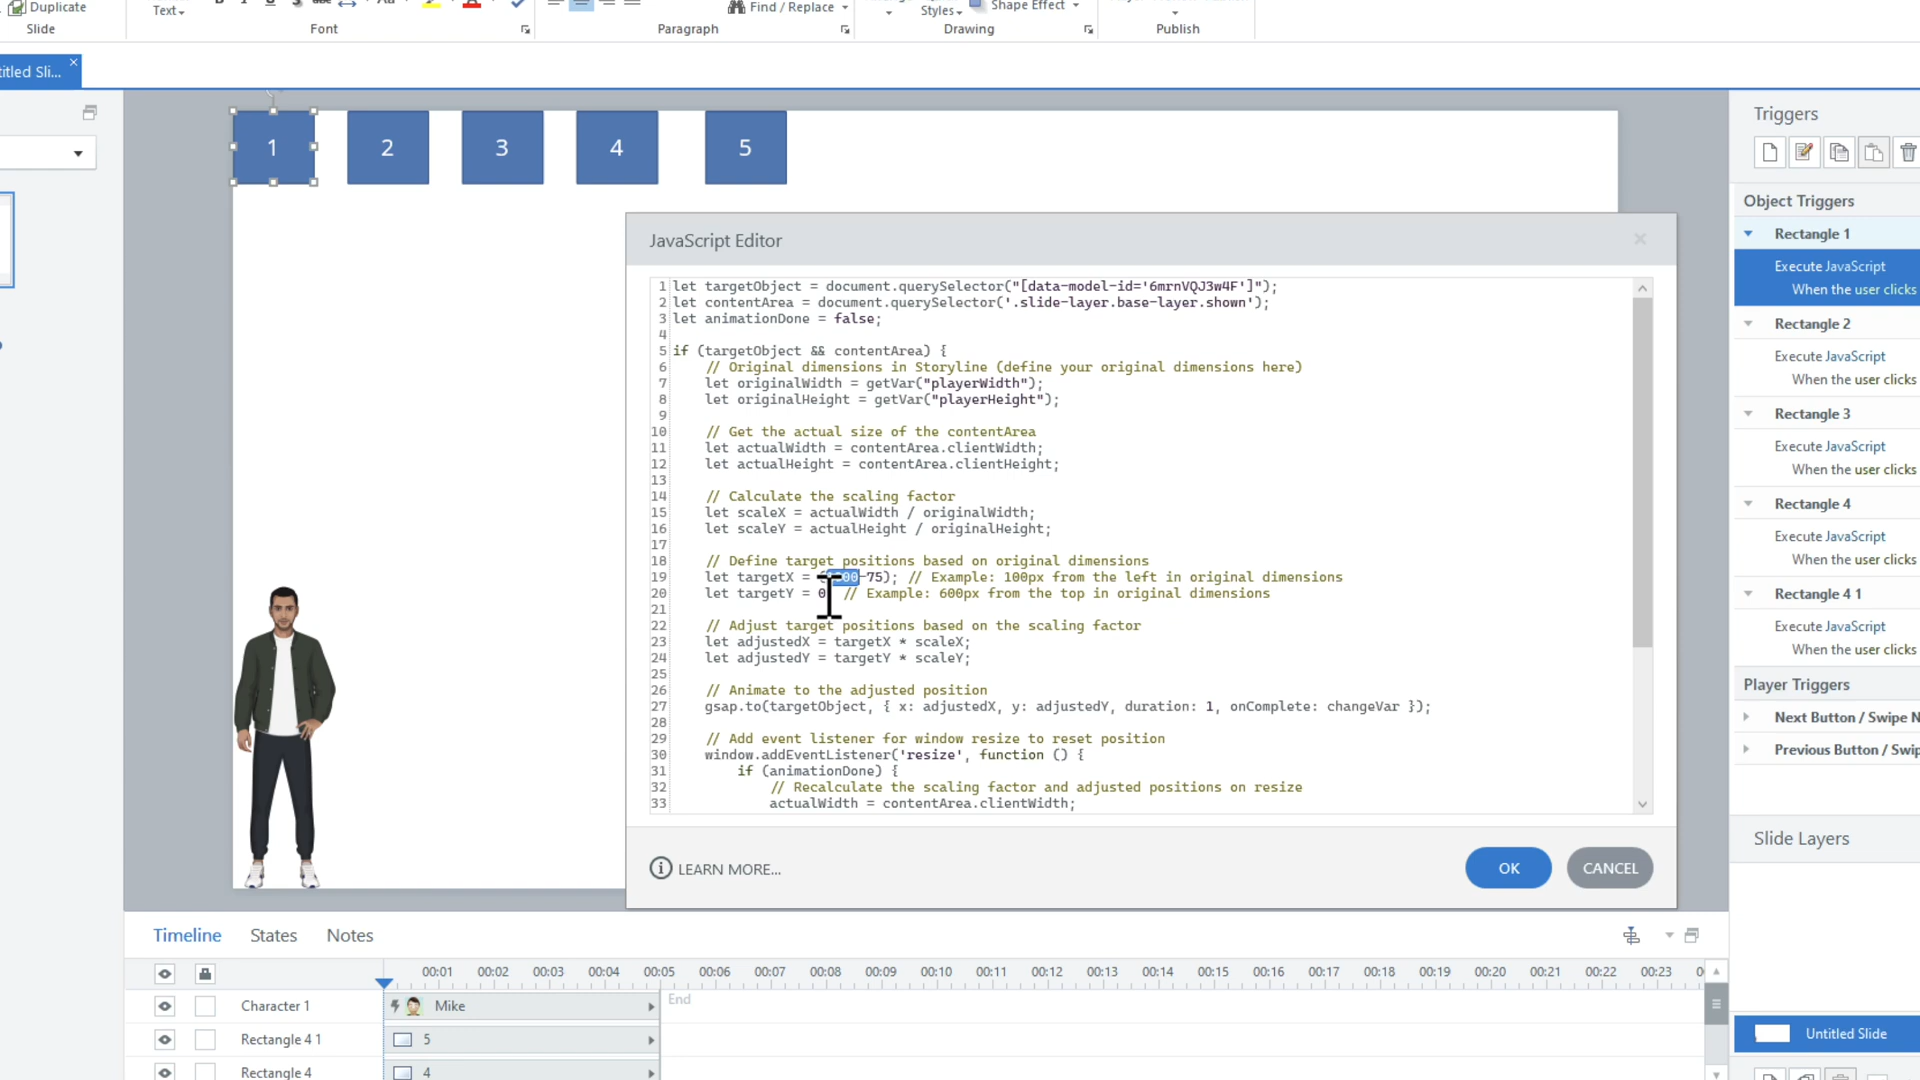 Duplicate
Text
Aa
Find / Replace
Styles
Shape Effect
Slide
Font
Paragraph
Drawing
Publish
titled Sli...
1
2
3
4
5
Triggers
Object Triggers
Rectangle 1
Execute JavaScript
When the user clicks
Rectangle 2
Execute JavaScript
When the user clicks
Rectangle 3
Execute JavaScript
When the user clicks
Rectangle 4
Execute JavaScript
When the user clicks
Rectangle 4 1
Execute JavaScript
When the user clicks
Player Triggers
Next Button / Swipe N
Previous Button / Swip
Slide Layers
Untitled Slide
JavaScript Editor
1 let targetObject = document.querySelector("[data-model-id='6mrnVQJ3w4F']");
2 let contentArea = document.querySelector('.slide-layer.base-layer.shown');
3 let animationDone = false;
4
5 if (targetObject && contentArea) {
6 // Original dimensions in Storyline (define your original dimensions here)
7 let originalWidth = getVar("playerWidth");
8 let originalHeight = getVar("playerHeight");
9
10 // Get the actual size of the contentArea
11 let actualWidth = contentArea.clientWidth;
12 let actualHeight = contentArea.clientHeight;
13
14 // Calculate the scaling factor
15 let scaleX = actualWidth / originalWidth;
16 let scaleY = actualHeight / originalHeight;
17
18 // Define target positions based on original dimensions
19 let targetX = -75); // Example: 100px from the left in original dimensions
20 let targetY = 0 // Example: 600px from the top in original dimensions
21
22 // Adjust target positions based on the scaling factor
23 let adjustedX = targetX * scaleX;
24 let adjustedY = targetY * scaleY;
25
26 // Animate to the adjusted position
27 gsap.to(targetObject, { x: adjustedX, y: adjustedY, duration: 1, onComplete: changeVar });
28
29 // Add event listener for window resize to reset position
30 window.addEventListener('resize', function () {
31 if (animationDone) {
32 // Recalculate the scaling factor and adjusted positions on resize
33 actualWidth = contentArea.clientWidth;
LEARN MORE...
OK
CANCEL
Timeline States Notes
00:01 00:02 00:03 00:04 00:05 00:06 00:07 00:08 00:09 00:10 00:11 00:12 00:13 00:14 00:15 00:16 00:17 00:18 00:19 00:20 00:21 00:22 00:23
End
Character 1 Mike
Rectangle 4 1 5
Rectangle 4 4